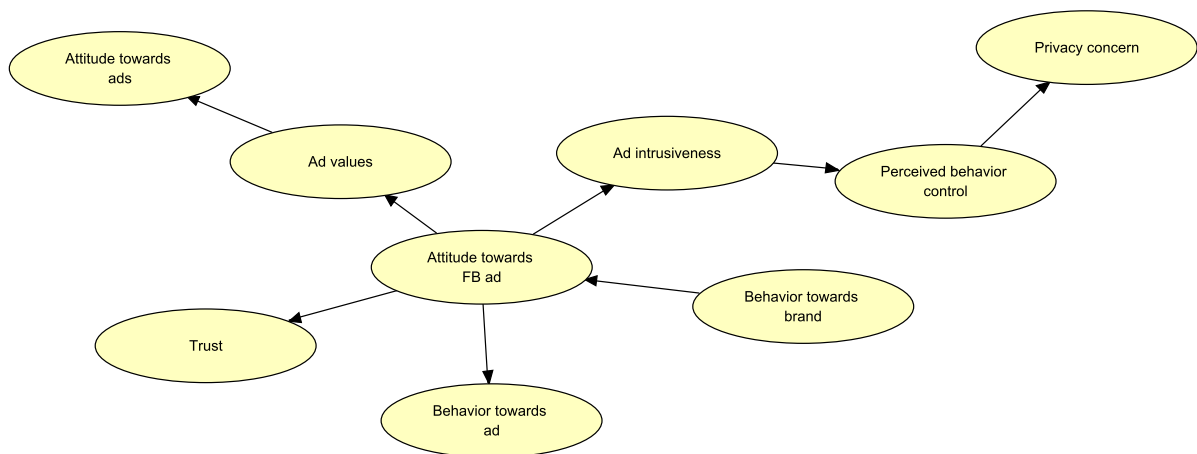 Privacy concern
Attitude towards
ads
Ad values
Ad intrusiveness
Perceived behavior
control
Attitude towards
FB ad
Behavior towards
brand
Trust
Behavior towards
ad